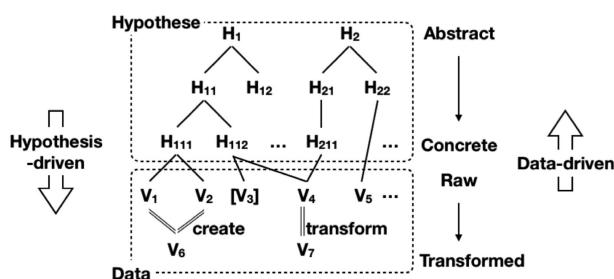 Hypothese
H1 H2 Abstract
H11 H12 H21 H22
Hypothesis
-driven
H111 H112 ... H211 ... Concrete
Data-driven
Raw
V1 V2 [V3] V4 V5 ...
create transform
V6 V7
Transformed
Data